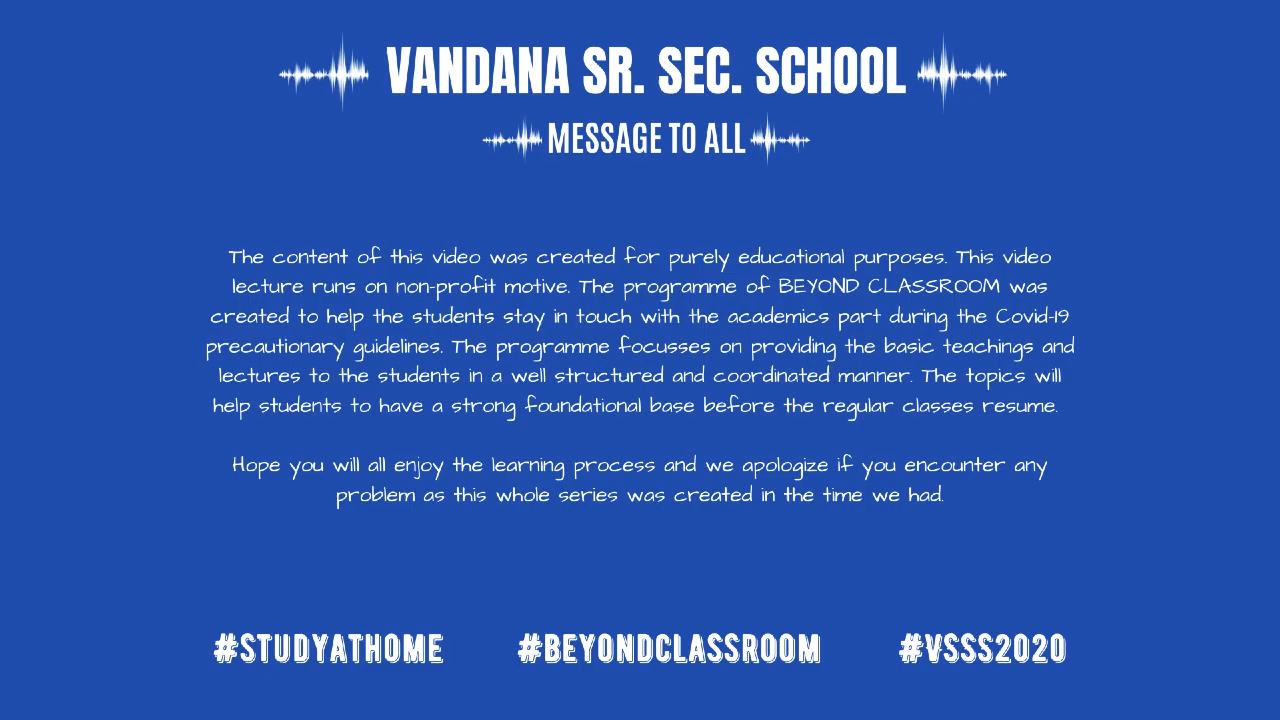 VANDANA SR. SEC. SCHOOL
MESSAGE TO ALL
The content of this video was created for purely educational purposes. This video
lecture runs on non-profit motive. The programme of BEYOND CLASSROOM was
created to help the students stay in touch with the academics part during the Covid-19
precautionary guidelines. The programme focusses on providing the basic teachings and
lectures to the students in a well structured and coordinated manner. The topics will
help students to have a strong foundational base before the regular classes resume.
Hope you will all enjoy the learning process and we apologize if you encounter any
problem as this whole series was created in the time we had.
#STUDYATHOME #BEYONDCLASSROOM #VSSS2020